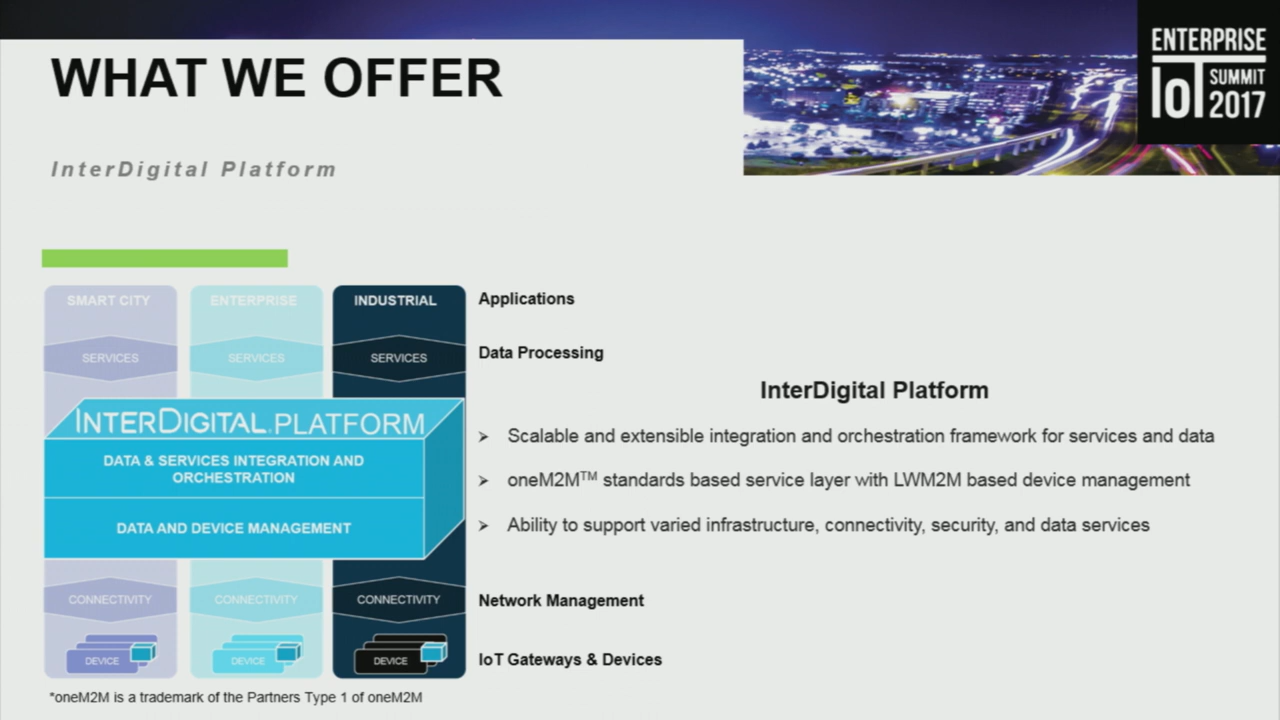 WHAT WE OFFER
InterDigital Platform
ENTERPRISE
IoT SUMMIT 2017
SMART CITY
ENTERPRISE
INDUSTRIAL
Applications
SERVICES
SERVICES
SERVICES
Data Processing
INTERDIGITAL® PLATFORM
DATA & SERVICES INTEGRATION AND
ORCHESTRATION
DATA AND DEVICE MANAGEMENT
InterDigital Platform
➢ Scalable and extensible integration and orchestration framework for services and data
➢ oneM2M™ standards based service layer with LWM2M based device management
➢ Ability to support varied infrastructure, connectivity, security, and data services
CONNECTIVITY
CONNECTIVITY
CONNECTIVITY
Network Management
DEVICE
DEVICE
DEVICE
IoT Gateways & Devices
*oneM2M is a trademark of the Partners Type 1 of oneM2M